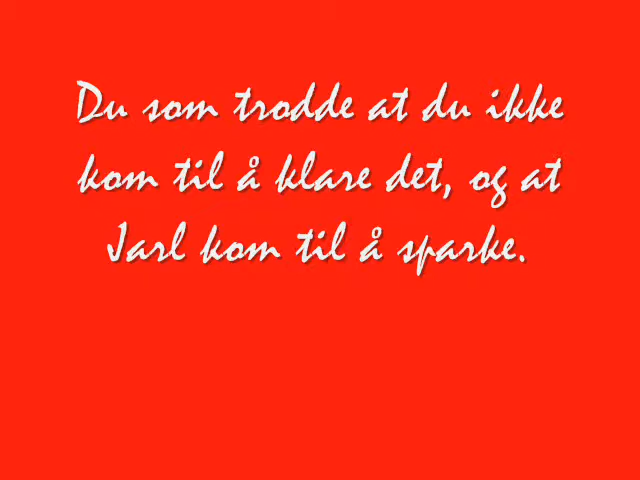 Du som trodde at du ikke
kom til å klare det, og at
Jarl kom til å sparke.